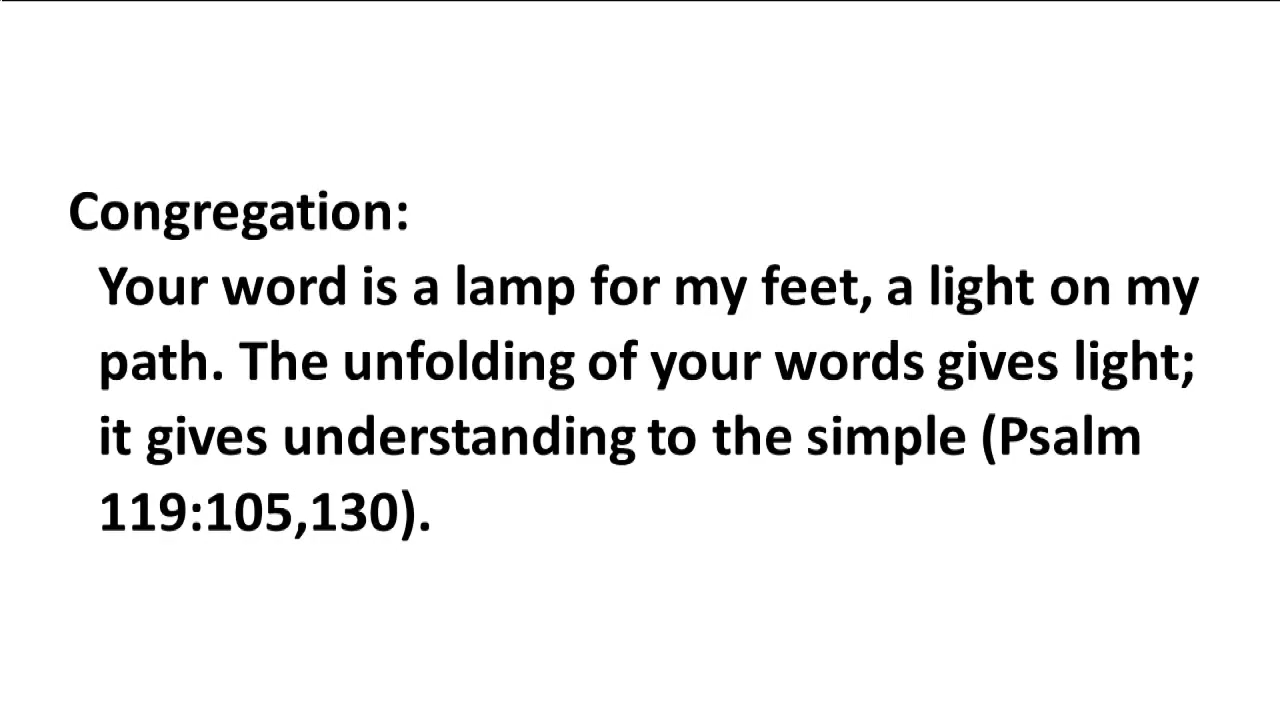 Congregation:
Your word is a lamp for my feet, a light on my
path. The unfolding of your words gives light;
it gives understanding to the simple (Psalm
119:105,130).